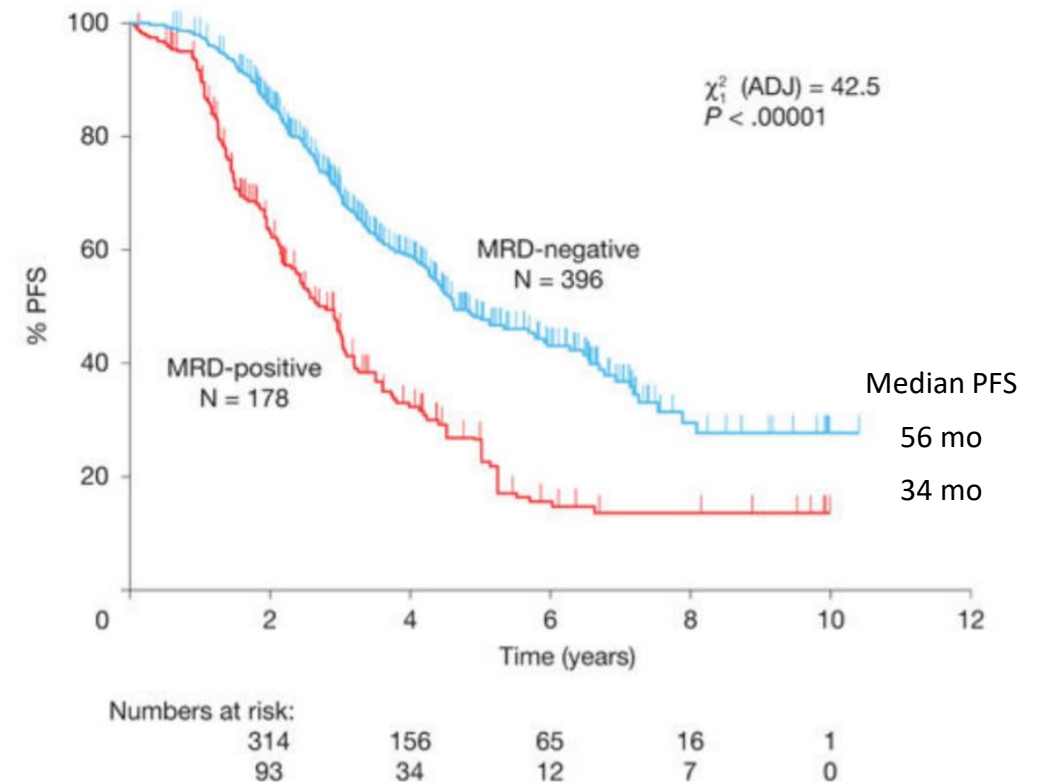 100
80
60
40
20
0
% PFS
χ₁² (ADJ) = 42.5
P < .00001
MRD-negative
N = 396
MRD-positive
N = 178
Median PFS
56 mo
34 mo
2 4 6 8 10 12
Time (years)
Numbers at risk:
314 156 65 16 1
93 34 12 7 0